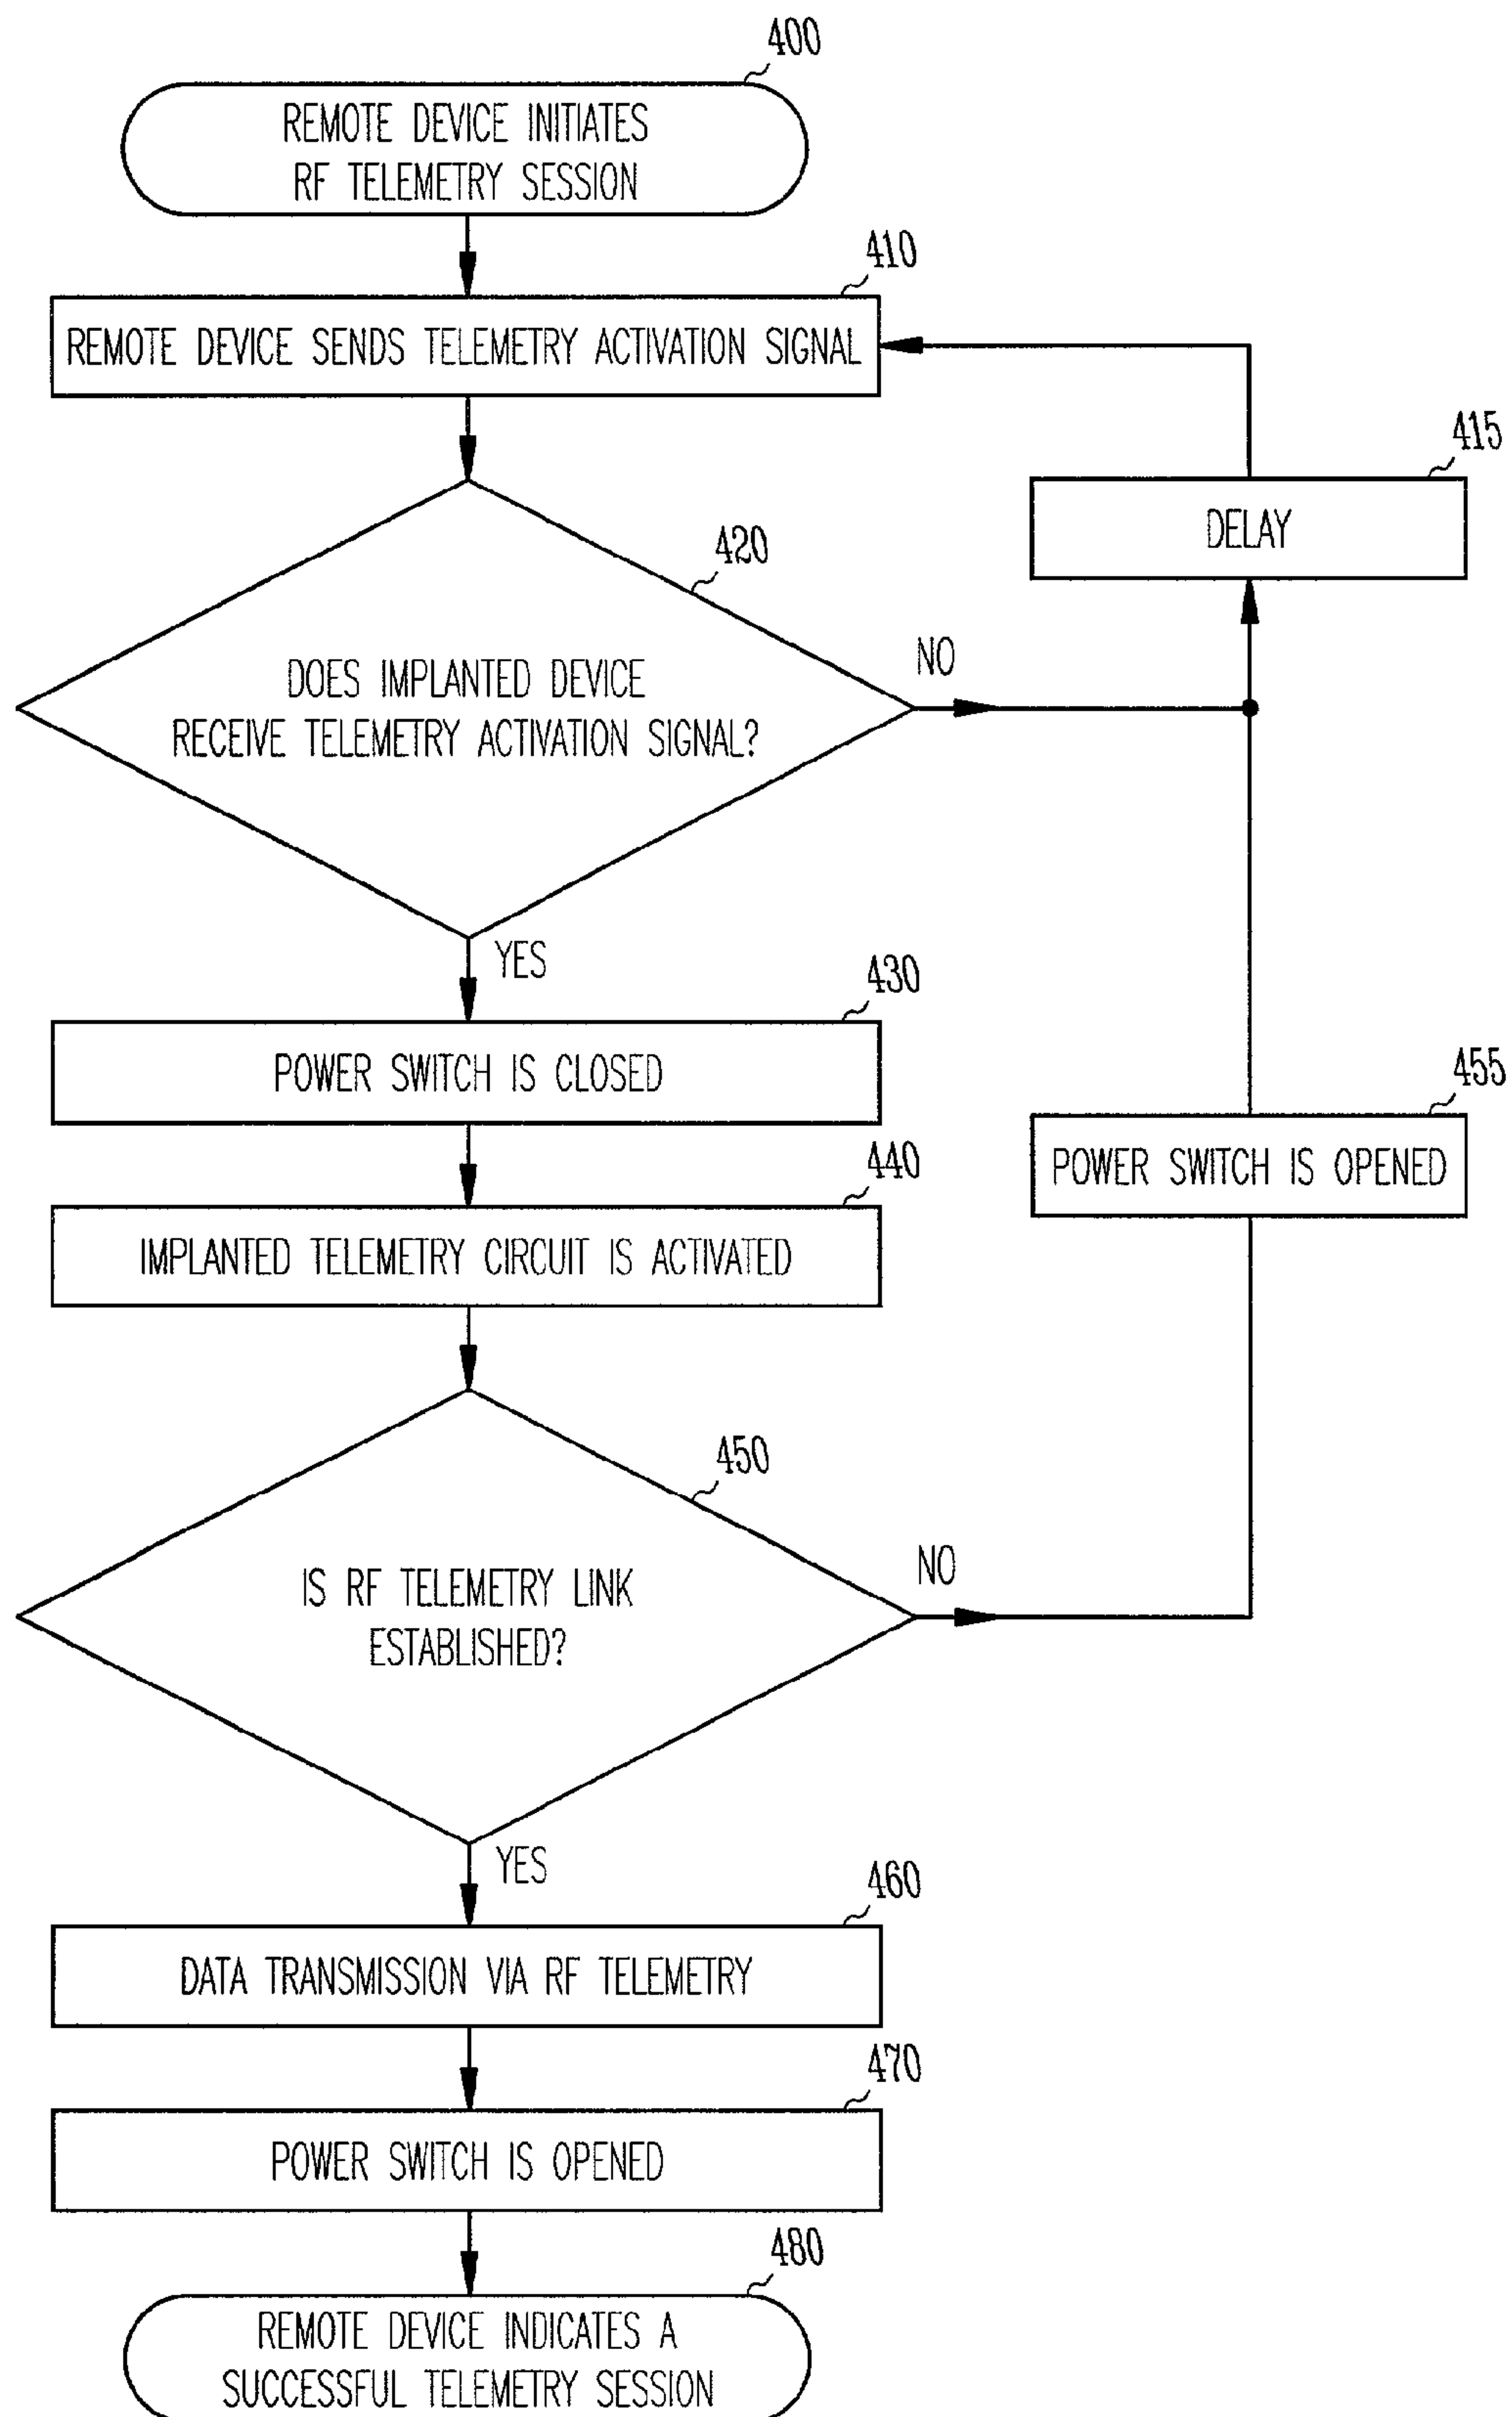 400
REMOTE DEVICE INITIATES
RF TELEMETRY SESSION
410
REMOTE DEVICE SENDS TELEMETRY ACTIVATION SIGNAL
415
DELAY
420
DOES IMPLANTED DEVICE
RECEIVE TELEMETRY ACTIVATION SIGNAL?
NO
YES
430
POWER SWITCH IS CLOSED
455
POWER SWITCH IS OPENED
440
IMPLANTED TELEMETRY CIRCUIT IS ACTIVATED
450
IS RF TELEMETRY LINK
ESTABLISHED?
NO
YES
460
DATA TRANSMISSION VIA RF TELEMETRY
470
POWER SWITCH IS OPENED
480
REMOTE DEVICE INDICATES A
SUCCESSFUL TELEMETRY SESSION